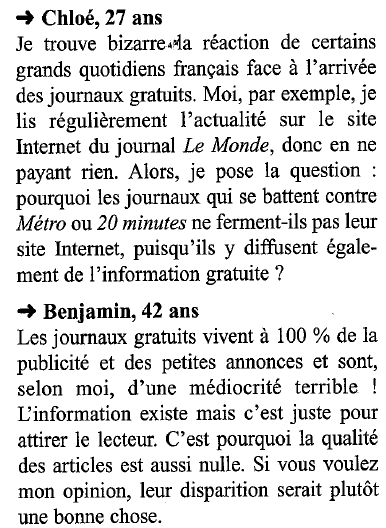 ➔ Chloé, 27 ans
Je trouve bizarre la réaction de certains
grands quotidiens français face à l'arrivée
des journaux gratuits. Moi, par exemple, je
lis régulièrement l'actualité sur le site
Internet du journal Le Monde, donc en ne
payant rien. Alors, je pose la question :
pourquoi les journaux qui se battent contre
Métro ou 20 minutes ne ferment-ils pas leur
site Internet, puisqu'ils y diffusent égale-
ment de l'information gratuite ?
➔ Benjamin, 42 ans
Les journaux gratuits vivent à 100 % de la
publicité et des petites annonces et sont,
selon moi, d'une médiocrité terrible !
L'information existe mais c'est juste pour
attirer le lecteur. C'est pourquoi la qualité
des articles est aussi nulle. Si vous voulez
mon opinion, leur disparition serait plutôt
une bonne chose.